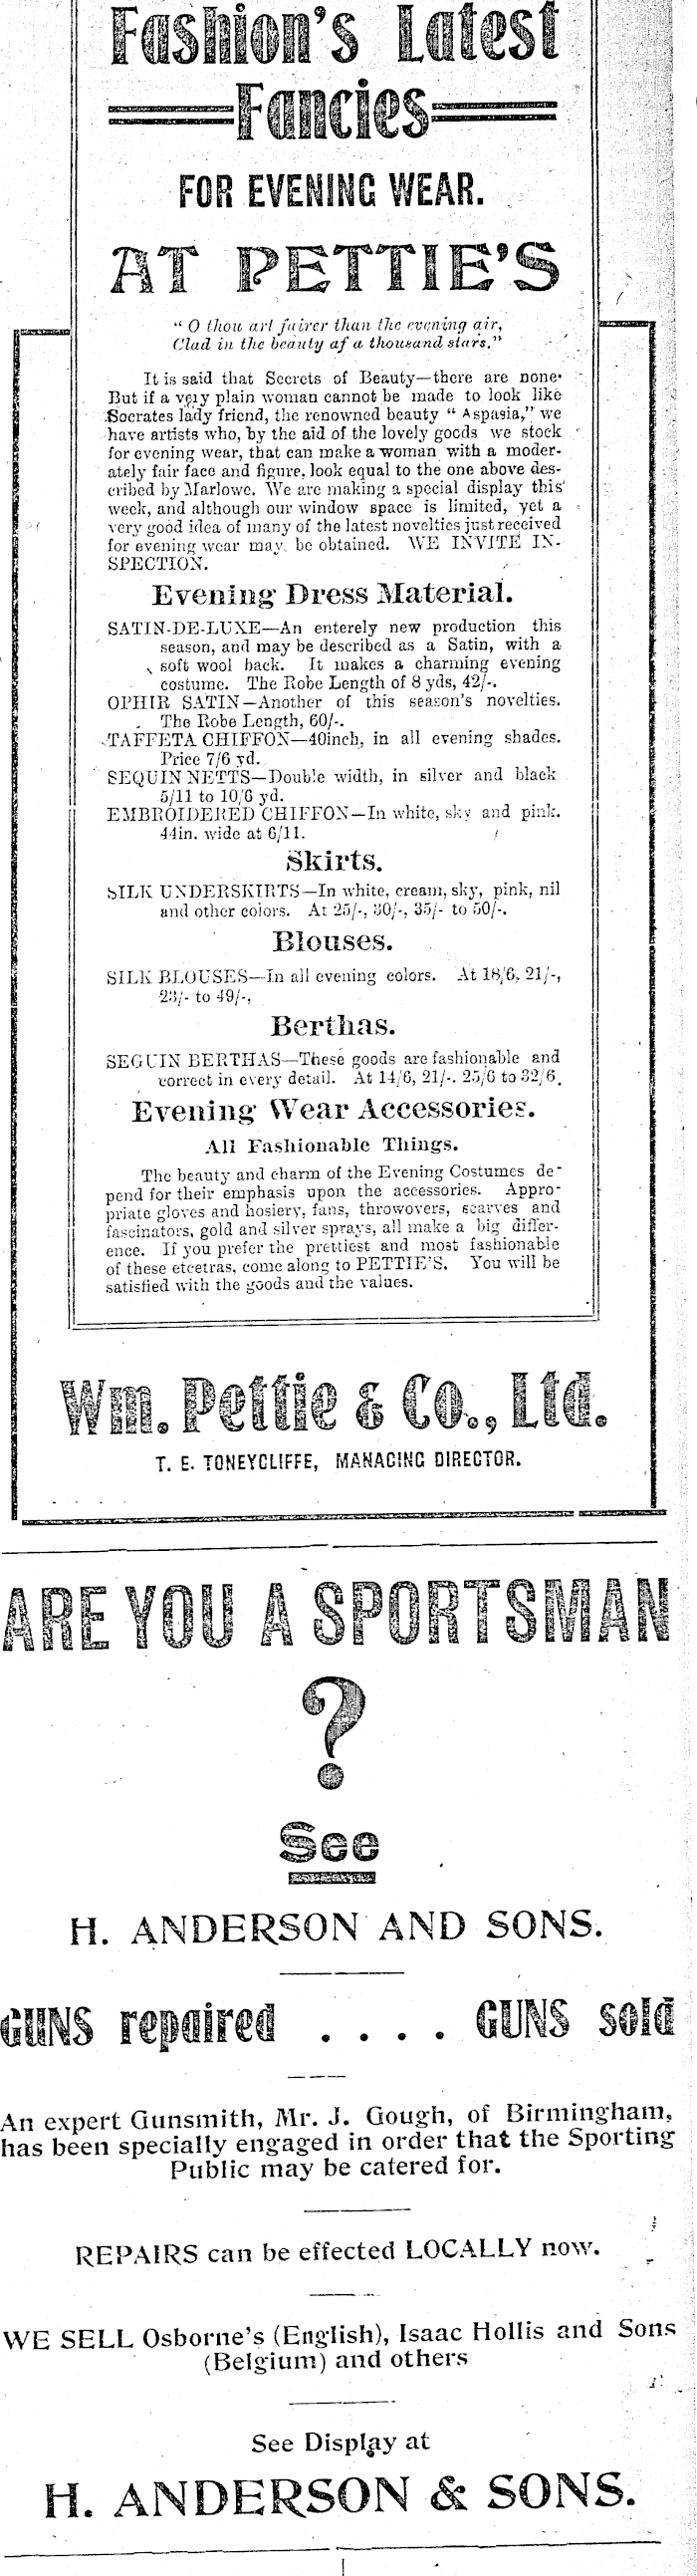 Fashion's Latest
Fancies
FOR EVENING WEAR.
AT PETTIE'S
" O thou art fairer than the evening air,
Clad in the beauty af a thousand stars."
It is said that Secrets of Beauty—there are none.
But if a very plain woman cannot be made to look like
Socrates lady friend, the renowned beauty " Aspasia," we
have artists who, by the aid of the lovely goods we stock
for evening wear, that can make a woman with a moder-
ately fair face and figure, look equal to the one above des-
cribed by Marlowe. We are making a special display this
week, and although our window space is limited, yet a
very good idea of many of the latest novelties just received
for evening wear may be obtained. WE INVITE IN-
SPECTION.
Evening Dress Material.
SATIN-DE-LUXE—An enterely new production this
season, and may be described as a Satin, with a
soft wool back. It makes a charming evening
costume. The Robe Length of 8 yds, 42/-.
OPHIR SATIN—Another of this season's novelties.
The Robe Length, 60/-.
TAFFETA CHIFFON—40inch, in all evening shades.
Price 7/6 yd.
SEQUIN NETTS—Double width, in silver and black
5/11 to 10/6 yd.
EMBROIDERED CHIFFON—In white, sky and pink.
44in. wide at 6/11.
Skirts.
SILK UNDERSKIRTS—In white, cream, sky, pink, nil
and other colors. At 25/-, 30/-, 35/- to 50/-.
Blouses.
SILK BLOUSES—In all evening colors. At 18/6, 21/-,
23/- to 49/-,
Berthas.
SEGUIN BERTHAS—These goods are fashionable and
correct in every detail. At 14/6, 21/-. 25/6 to 32/6.
Evening Wear Accessories.
All Fashionable Things.
The beauty and charm of the Evening Costumes de-
pend for their emphasis upon the accessories. Appro-
priate gloves and hosiery, fans, throwovers, scarves and
fascinators, gold and silver sprays, all make a big differ-
ence. If you prefer the prettiest and most fashionable
of these etcetras, come along to PETTIE'S. You will be
satisfied with the goods and the values.
Wm. Pettie & Co., Ltd.
T. E. TONEYCLIFFE, MANAGING DIRECTOR.
ARE YOU A SPORTSMAN
?
See
H. ANDERSON AND SONS.
GUNS repaired . . . . GUNS sold
An expert Gunsmith, Mr. J. Gough, of Birmingham,
has been specially engaged in order that the Sporting
Public may be catered for.
REPAIRS can be effected LOCALLY now.
WE SELL Osborne's (English), Isaac Hollis and Sons
(Belgium) and others
See Display at
H. ANDERSON & SONS.